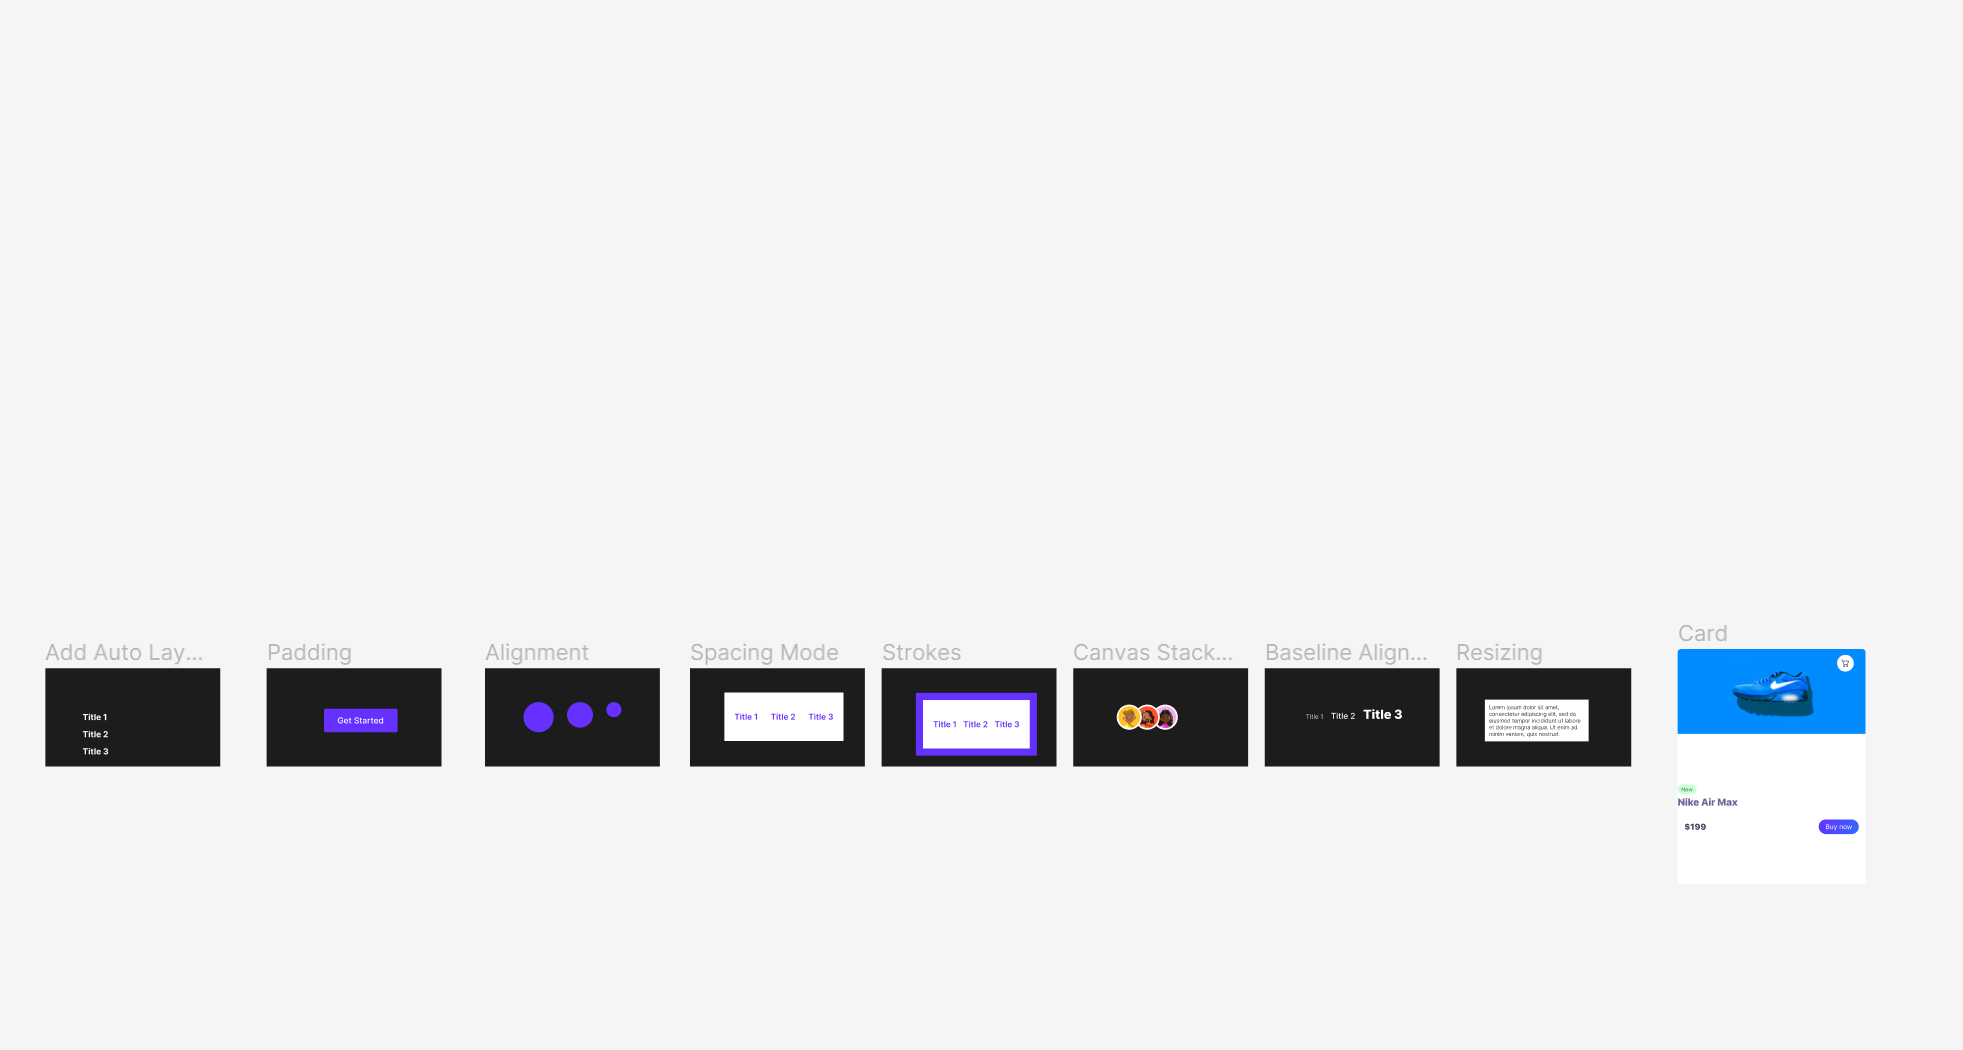 Add Auto Lay...
Title 1
Title 2
Title 3
Padding
Get Started
Alignment
Spacing Mode
Title 1 Title 2 Title 3
Strokes
Title 1 Title 2 Title 3
Canvas Stack...
Baseline Align...
Title 1 Title 2 Title 3
Resizing
Lorem ipsum dolor sit amet,
consectetur adipiscing elit, sed do
eiusmod tempor incididunt ut labore
et dolore magna aliqua. Ut enim ad
minim veniam, quis nostrud.
Card
New
Nike Air Max
$199
Buy now